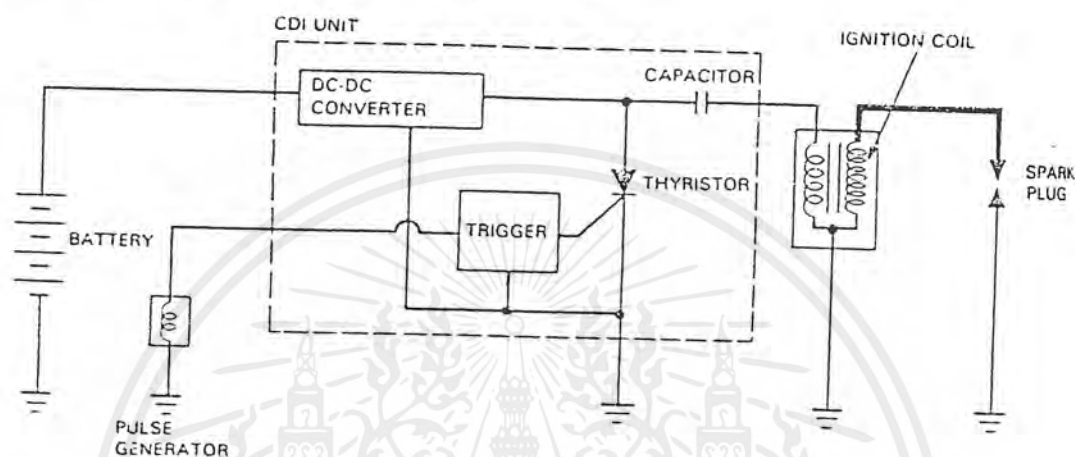 CDI UNIT
IGNITION COIL
CAPACITOR
DC-DC
CONVERTER
THYRISTOR
SPARK
PLUG
TRIGGER
BATTERY
PULSE
GENERATOR